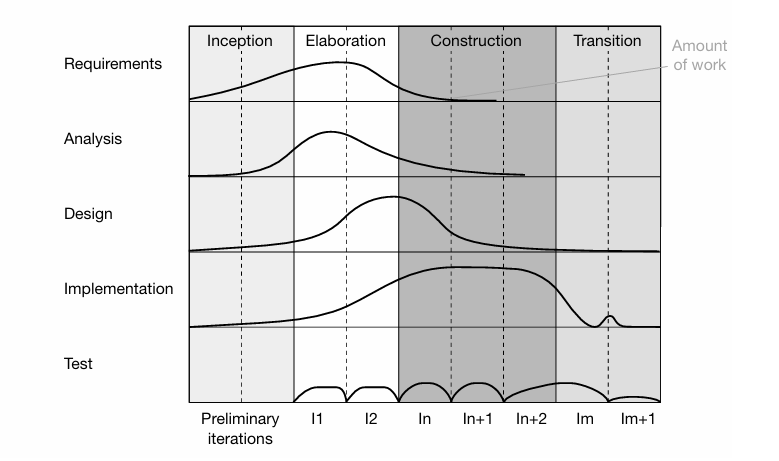 Inception Elaboration Construction Transition
Amount
of work
Requirements
Analysis
Design
Implementation
Test
Preliminary
iterations
I1 I2 In In+1 In+2 Im Im+1